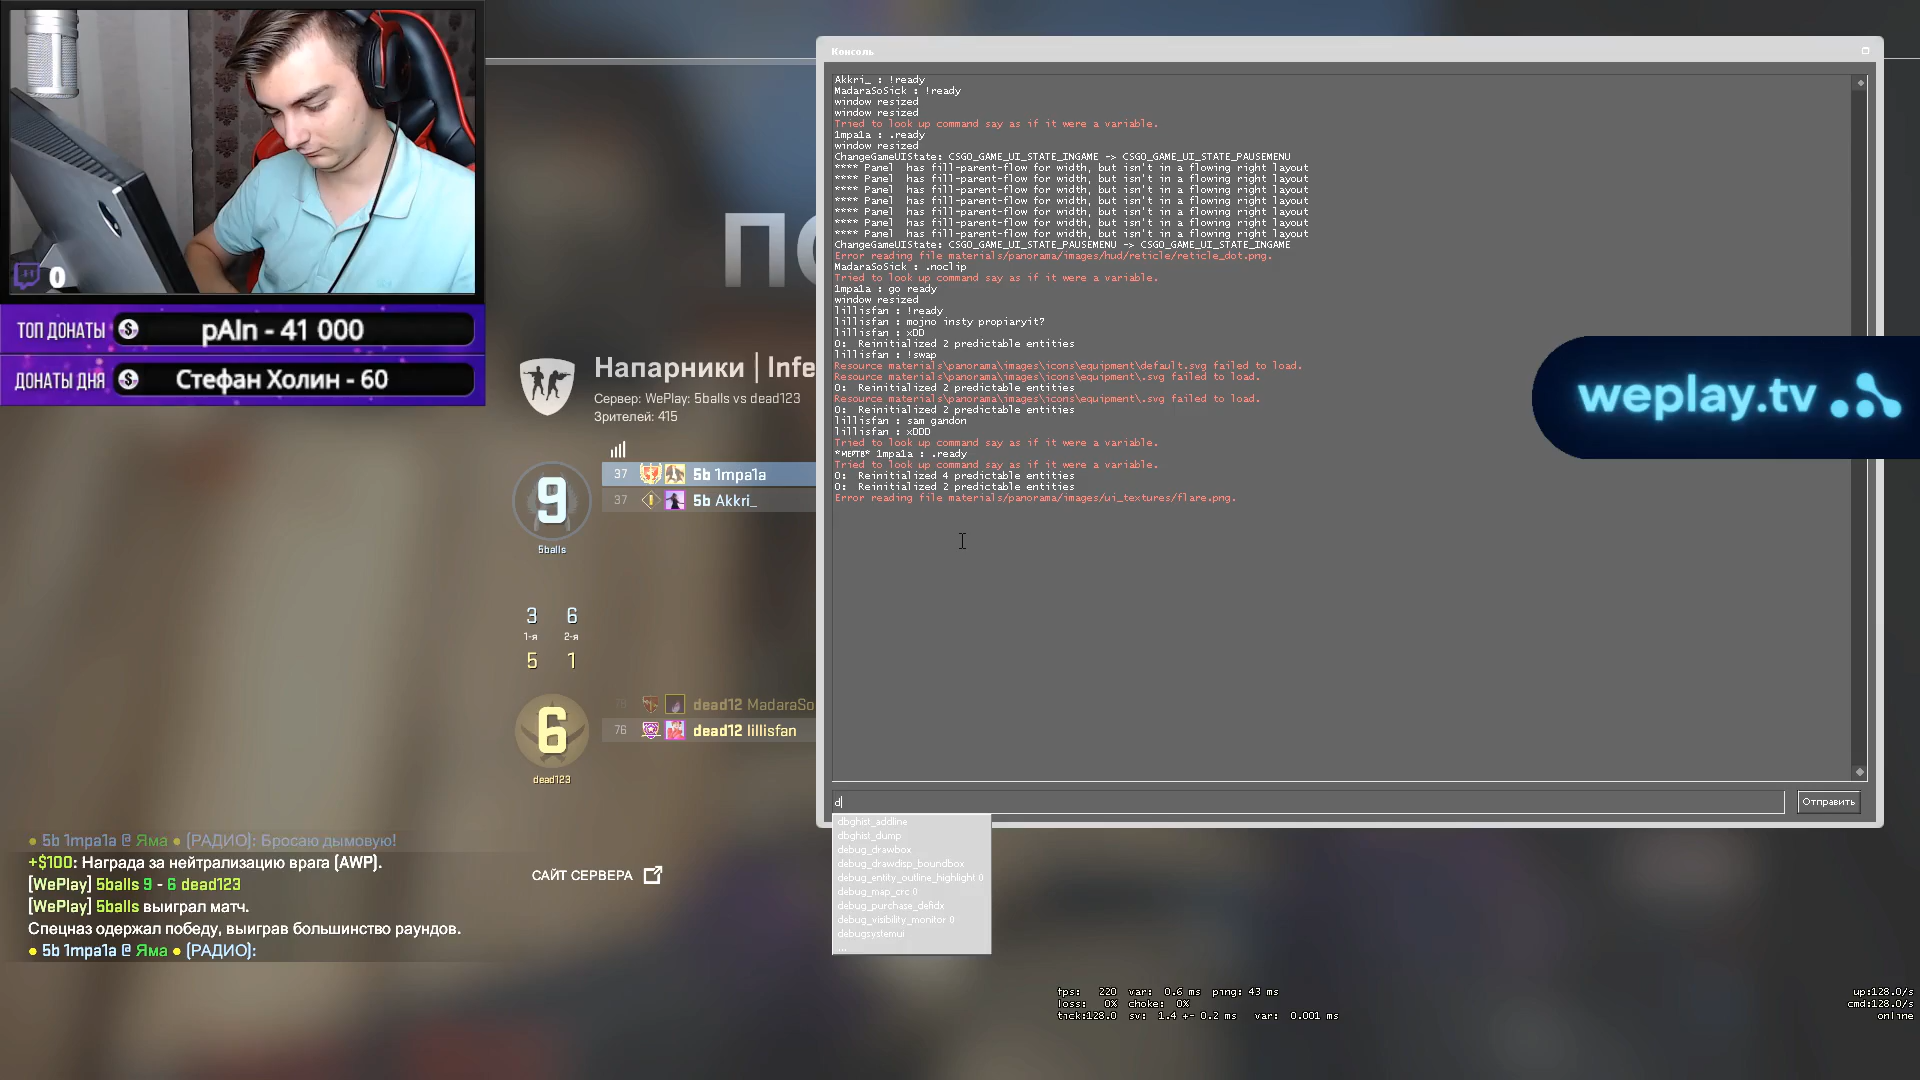 0
ТОП ДОНАТЫ
pAIn - 41 000
ДОНАТЫ ДНЯ
Стефан Холин - 60
Напарники | Infe
Сервер: WePlay: 5balls vs dead123
Зрителей: 415
37 5b 1mpa1a
37 5b Akkri_
9
5balls
3 6
1-я 2-я
5 1
6
dead123
dead12 MadaraSo
76 dead12 lillisfan
САЙТ СЕРВЕРА
● 5b 1mpa1a @ Яма ● (РАДИО): Бросаю дымовую!
+$100: Награда за нейтрализацию врага (AWP).
[WePlay] 5balls 9 - 6 dead123
[WePlay] 5balls выиграл матч.
Спецназ одержал победу, выиграв большинство раундов.
● 5b 1mpa1a @ Яма ● (РАДИО):
Консоль
Akkri_ : !ready
MadaraSoSick : !ready
window resized
window resized
Tried to look up command say as if it were a variable.
1mpa1a : .ready
window resized
ChangeGameUIState: CSGO_GAME_UI_STATE_INGAME -> CSGO_GAME_UI_STATE_PAUSEMENU
**** Panel  has fill-parent-flow for width, but isn't in a flowing right layout
**** Panel  has fill-parent-flow for width, but isn't in a flowing right layout
**** Panel  has fill-parent-flow for width, but isn't in a flowing right layout
**** Panel  has fill-parent-flow for width, but isn't in a flowing right layout
**** Panel  has fill-parent-flow for width, but isn't in a flowing right layout
**** Panel  has fill-parent-flow for width, but isn't in a flowing right layout
**** Panel  has fill-parent-flow for width, but isn't in a flowing right layout
ChangeGameUIState: CSGO_GAME_UI_STATE_PAUSEMENU -> CSGO_GAME_UI_STATE_INGAME
Error reading file materials/panorama/images/hud/reticle/reticle_dot.png.
MadaraSoSick : .noclip
Tried to look up command say as if it were a variable.
1mpa1a : go ready
window resized
lillisfan : !ready
lillisfan : mojno insty propiaryit?
lillisfan : xDD
0:  Reinitialized 2 predictable entities
lillisfan : !swap
Resource materials\panorama\images\icons\equipment\default.svg failed to load.
Resource materials\panorama\images\icons\equipment\.svg failed to load.
0:  Reinitialized 2 predictable entities
Resource materials\panorama\images\icons\equipment\.svg failed to load.
0:  Reinitialized 2 predictable entities
lillisfan : sam gandon
lillisfan : xDDD
Tried to look up command say as if it were a variable.
*МЕРТВ* 1mpa1a : .ready
Tried to look up command say as if it were a variable.
0:  Reinitialized 4 predictable entities
0:  Reinitialized 2 predictable entities
Error reading file materials/panorama/images/ui_textures/flare.png.
d
Отправить
dbghist_addline
dbghist_dump
debug_drawbox
debug_drawdisp_boundbox
debug_entity_outline_highlight 0
debug_map_crc 0
debug_purchase_defidx
debug_visibility_monitor 0
debugsystemui
...
weplay.tv
fps: 220 var: 0.6 ms ping: 43 ms
loss: 0% choke: 0%
tick:128.0 sv: 1.4 +- 0.2 ms var: 0.001 ms
up:128.0/s
cmd:128.0/s
online